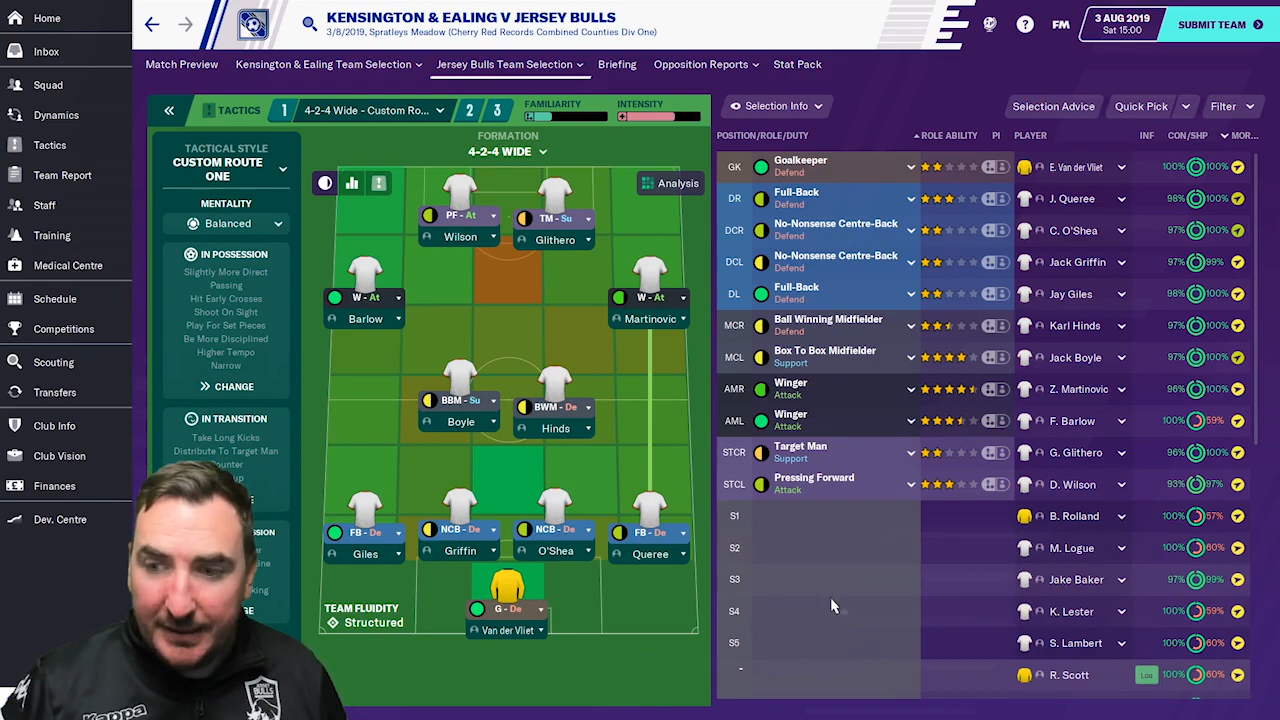 Home
Inbox
Squad
Dynamics
Tactics
Team Report
Staff
Training
Medical Centre
Schedule
Competitions
Scouting
Transfers
Club Info
Club Vision
Finances
Dev. Centre
KENSINGTON & EALING V JERSEY BULLS
3/8/2019, Spratleys Meadow (Cherry Red Records Combined Counties Div One)
FM
3 AUG 2019
Sat 15:00
SUBMIT TEAM
Match Preview
Kensington & Ealing Team Selection
Jersey Bulls Team Selection
Briefing
Opposition Reports
Stat Pack
TACTICS
1
4-2-4 Wide - Custom Ro...
2
3
FAMILIARITY
INTENSITY
TACTICAL STYLE
CUSTOM ROUTE
ONE
MENTALITY
Balanced
IN POSSESSION
Slightly More Direct
Passing
Hit Early Crosses
Shoot On Sight
Play For Set Pieces
Be More Disciplined
Higher Tempo
Narrow
CHANGE
IN TRANSITION
Take Long Kicks
Distribute To Target Man
FORMATION
4-2-4 WIDE
Analysis
PF - At
Wilson
TM - Su
Glithero
W - At
Barlow
W - At
Martinovic
BBM - Su
Boyle
BWM - De
Hinds
FB - De
Giles
NCB - De
Griffin
NCB - De
O'Shea
FB - De
Queree
G - De
Van der Vliet
TEAM FLUIDITY
Structured
Selection Info
Selection Advice
Quick Pick
Filter
POSITION/ROLE/DUTY ROLE ABILITY PI PLAYER INF CON/SHP MOR...
GK Goalkeeper Defend E. Van der Vliet 100% 100%
DR Full-Back Defend J. Queree 98% 100%
DCR No-Nonsense Centre-Back Defend C. O'Shea 97% 100%
DCL No-Nonsense Centre-Back Defend Jack Griffin 97% 99%
DL Full-Back Defend Jay Giles 98% 100%
MCR Ball Winning Midfielder Defend Karl Hinds 97% 100%
MCL Box To Box Midfielder Support Jack Boyle 97% 100%
AMR Winger Attack Z. Martinovic 96% 100%
AML Winger Attack F. Barlow 100% 59%
STCR Target Man Support G. Glithero 96% 100%
STCL Pressing Forward Attack D. Wilson 93% 97%
S1 B. Rolland 100% 57%
S2 M. Logue 100% 60%
S3 Jake Baker 97% 99%
S4 K. Lester 100% 59%
S5 S. Lambert 100% 60%
- R. Scott Loa 100% 60%
Kappa
JERSEY
BULLS